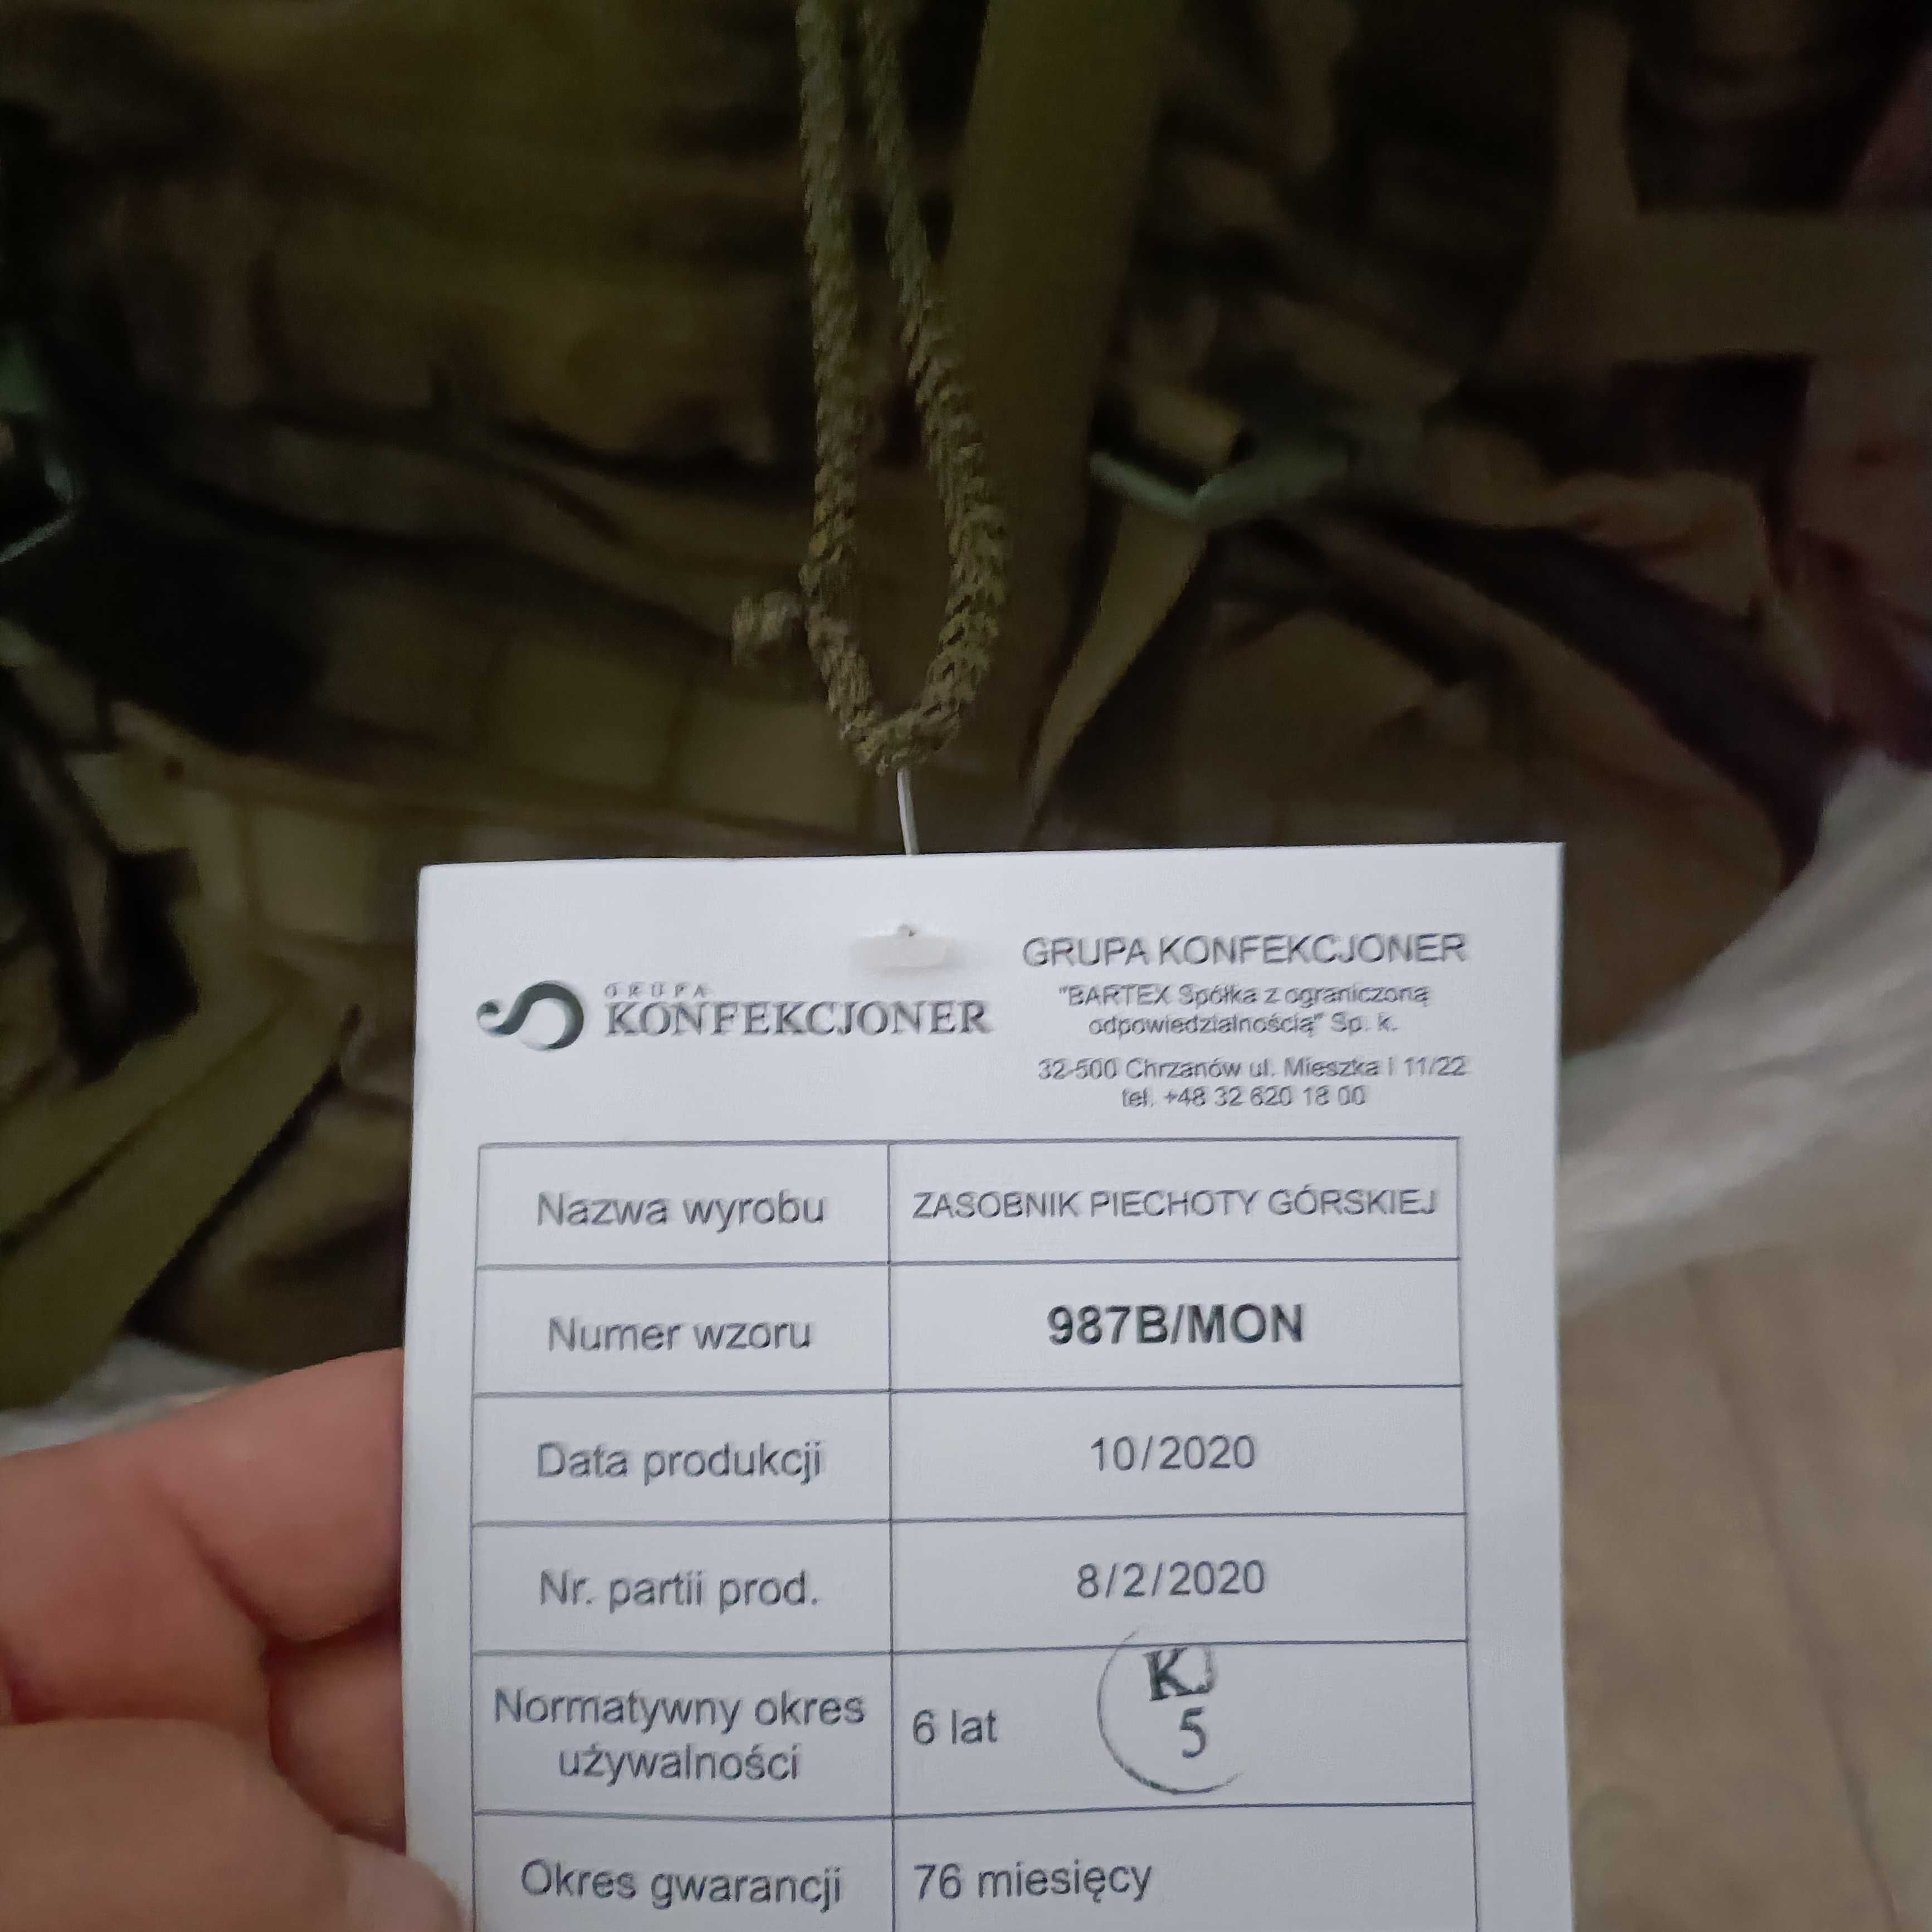 GRUPA
KONFEKCJONER
GRUPA KONFEKCJONER
"BARTEX Spółka z ograniczoną
odpowiedzialnością" Sp. k.
32-500 Chrzanów ul. Mieszka I 11/22
tel. +48 32 620 18 00
Nazwa wyrobu
ZASOBNIK PIECHOTY GÓRSKIEJ
Numer wzoru
987B/MON
Data produkcji
10/2020
Nr. partii prod.
8/2/2020
Normatywny okres
używalności
6 lat
KJ
5
Okres gwarancji
76 miesięcy